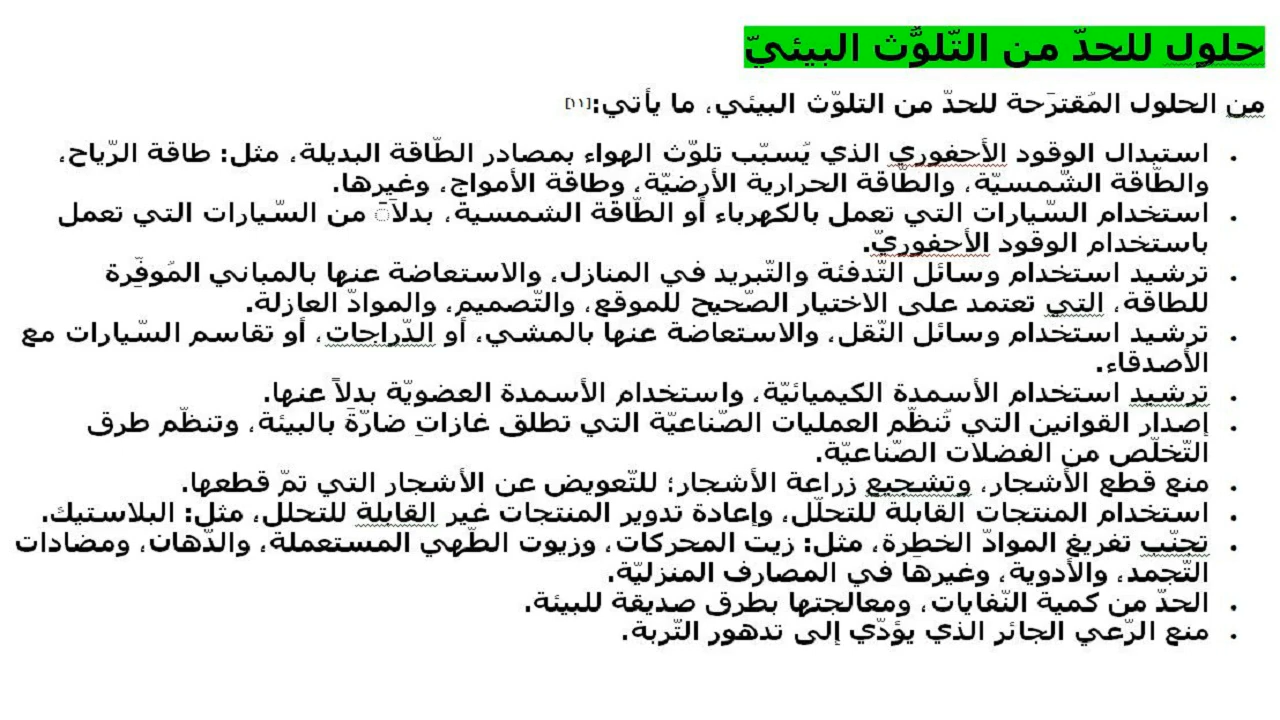 حلول للحدّ من التّلوُّث البيئيّ
من الحلول المُقترَحة للحدّ من التلوّث البيئي، ما يأتي:[١١]
• استبدال الوقود الأحفوري الذي يُسبّب تلوّث الهواء بمصادر الطّاقة البديلة، مثل: طاقة الرّياح،
والطّاقة الشّمسيّة، والطّاقة الحرارية الأرضيّة، وطاقة الأمواج، وغيرها.
• استخدام السّيارات التي تعمل بالكهرباء أو الطّاقة الشمسية، بدلاَ ً من السّيارات التي تعمل
باستخدام الوقود الأحفوريّ.
• ترشيد استخدام وسائل التّدفئة والتّبريد في المنازل، والاستعاضة عنها بالمباني المُوفّرة
للطاقة، التي تعتمد على الاختيار الصّحيح للموقع، والتّصميم، والموادّ العازلة.
• ترشيد استخدام وسائل النّقل، والاستعاضة عنها بالمشي، أو الدّراجات، أو تقاسم السّيارات مع
الأصدقاء.
• ترشيد استخدام الأسمدة الكيميائيّة، واستخدام الأسمدة العضويّة بدلاً عنها.
• إصدار القوانين التي تُنظّم العمليات الصّناعيّة التي تطلق غازاتٍ ضارّةً بالبيئة، وتنظّم طرق
التّخلّص من الفضلات الصّناعيّة.
• منع قطع الأشجار، وتشجيع زراعة الأشجار؛ للتّعويض عن الأشجار التي تمّ قطعها.
• استخدام المنتجات القابلة للتحلّل، وإعادة تدوير المنتجات غير القابلة للتحلل، مثل: البلاستيك.
• تجنّب تفريغ الموادّ الخطرة، مثل: زيت المحركات، وزيوت الطّهي المستعملة، والدّهان، ومضادات
التّجمد، والأدوية، وغيرها في المصارف المنزليّة.
• الحدّ من كمية النّفايات، ومعالجتها بطرق صديقة للبيئة.
• منع الرّعي الجائر الذي يؤدّي إلى تدهور التّربة.